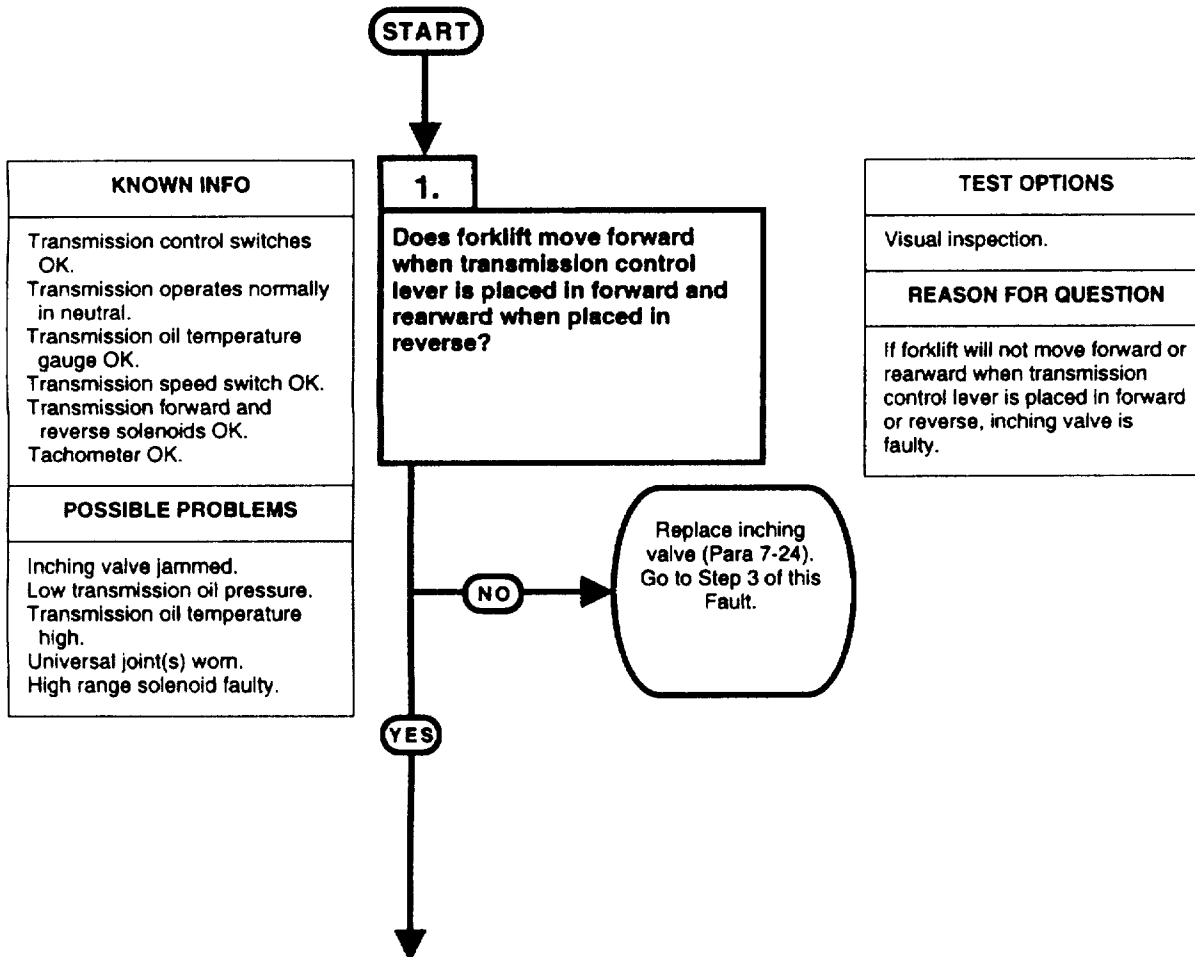 START
KNOWN INFO
Transmission control switches
OK.
Transmission operates normally
in neutral.
Transmission oil temperature
gauge OK.
Transmission speed switch OK.
Transmission forward and
reverse solenoids OK.
Tachometer OK.
POSSIBLE PROBLEMS
Inching valve jammed.
Low transmission oil pressure.
Transmission oil temperature
high.
Universal joint(s) worn.
High range solenoid faulty.
1.
Does forklift move forward
when transmission control
lever is placed in forward and
rearward when placed in
reverse?
TEST OPTIONS
Visual inspection.
REASON FOR QUESTION
If forklift will not move forward or
rearward when transmission
control lever is placed in forward
or reverse, inching valve is
faulty.
NO
Replace inching
valve (Para 7-24).
Go to Step 3 of this
Fault.
YES